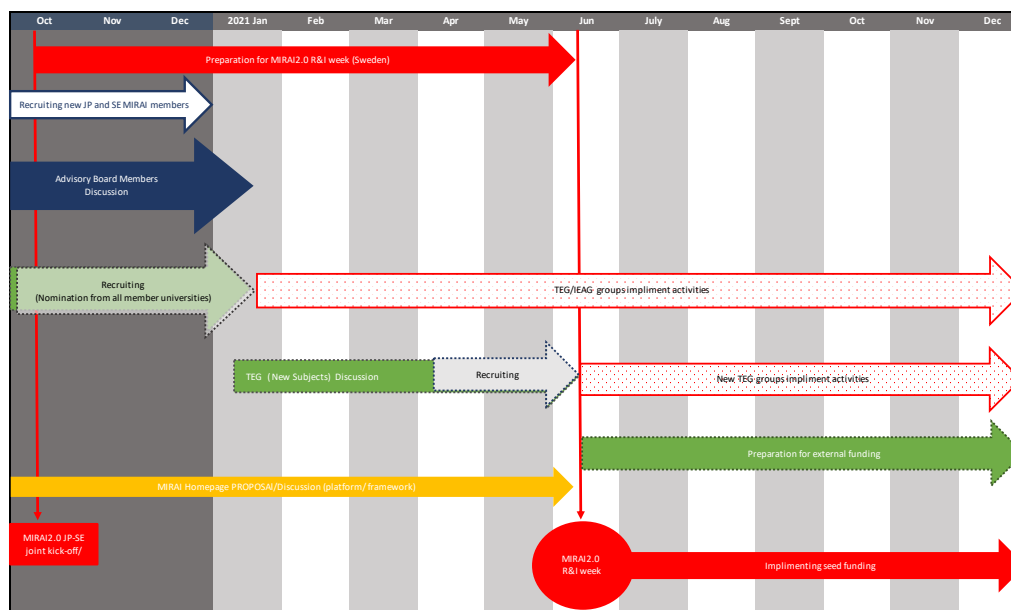 Oct Nov Dec 2021 Jan Feb Mar Apr May Jun July Aug Sept Oct Nov Dec
Preparation for MIRAI2.0 R&I week (Sweden)
Recruiting new JP and SE MIRAI members
Advisory Board Members
Discussion
Recruiting
(Nomination from all member universities)
TEG/IEAG groups impliment activities
TEG (New Subjects) Discussion
Recruiting
New TEG groups impliment activities
Preparation for external funding
MIRAI Homepage PROPOSAI/Discussion (platform/ framework)
MIRAI2.0 JP-SE
joint kick-off/
MIRAI2.0
R&I week
Implimenting seed funding